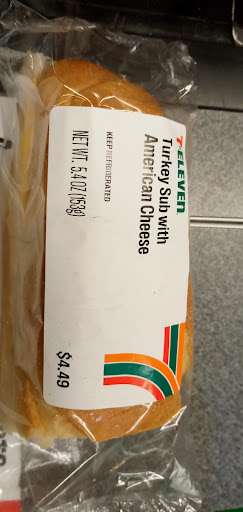 7-ELEVEN
Turkey Sub with
American Cheese
KEEP REFRIGERATED
NET WT. 5.4 OZ (153g)
$4.49